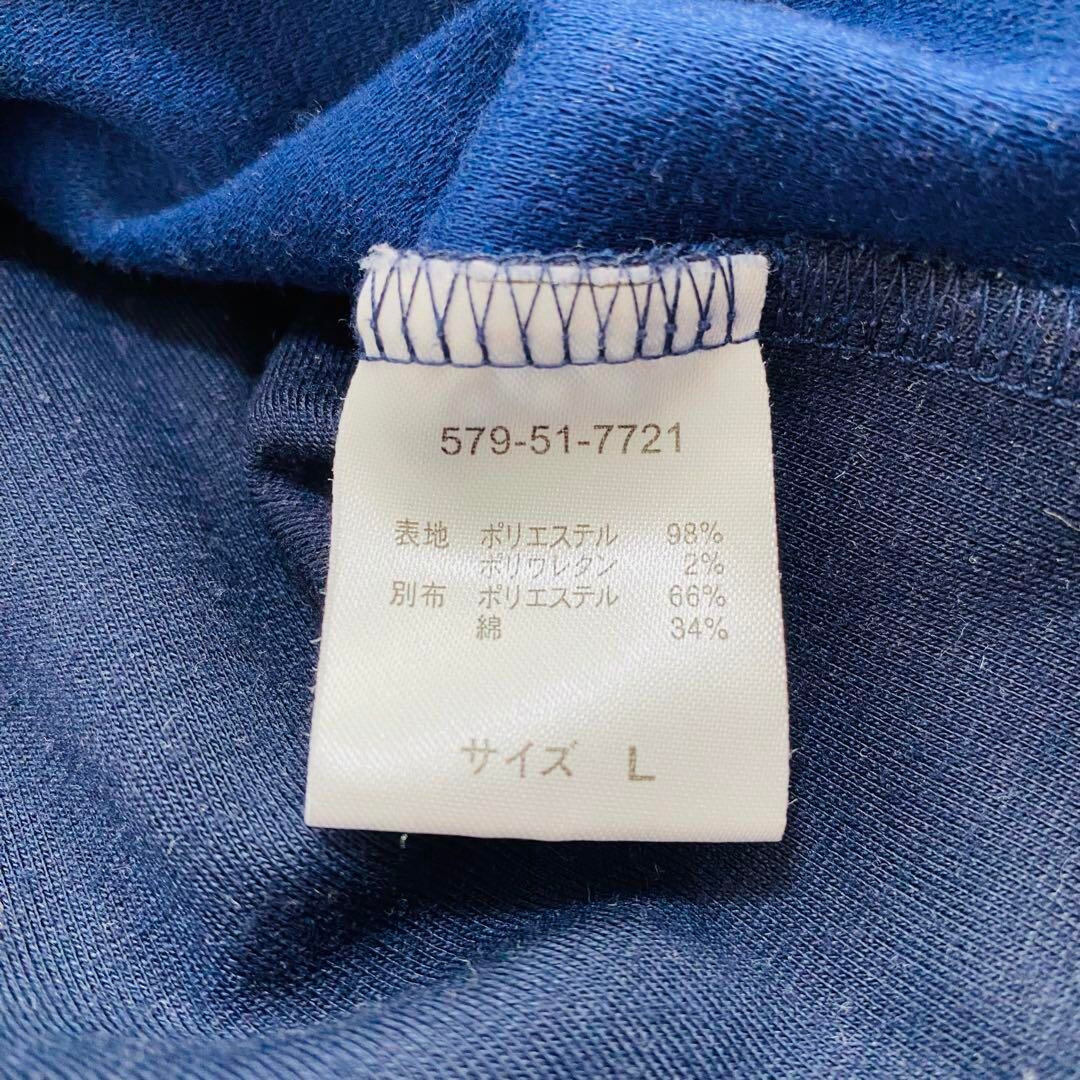 579-51-7721
表地 ポリエステル 98%
ポリウレタン 2%
別布 ポリエステル 66%
綿 34%
サイズ L